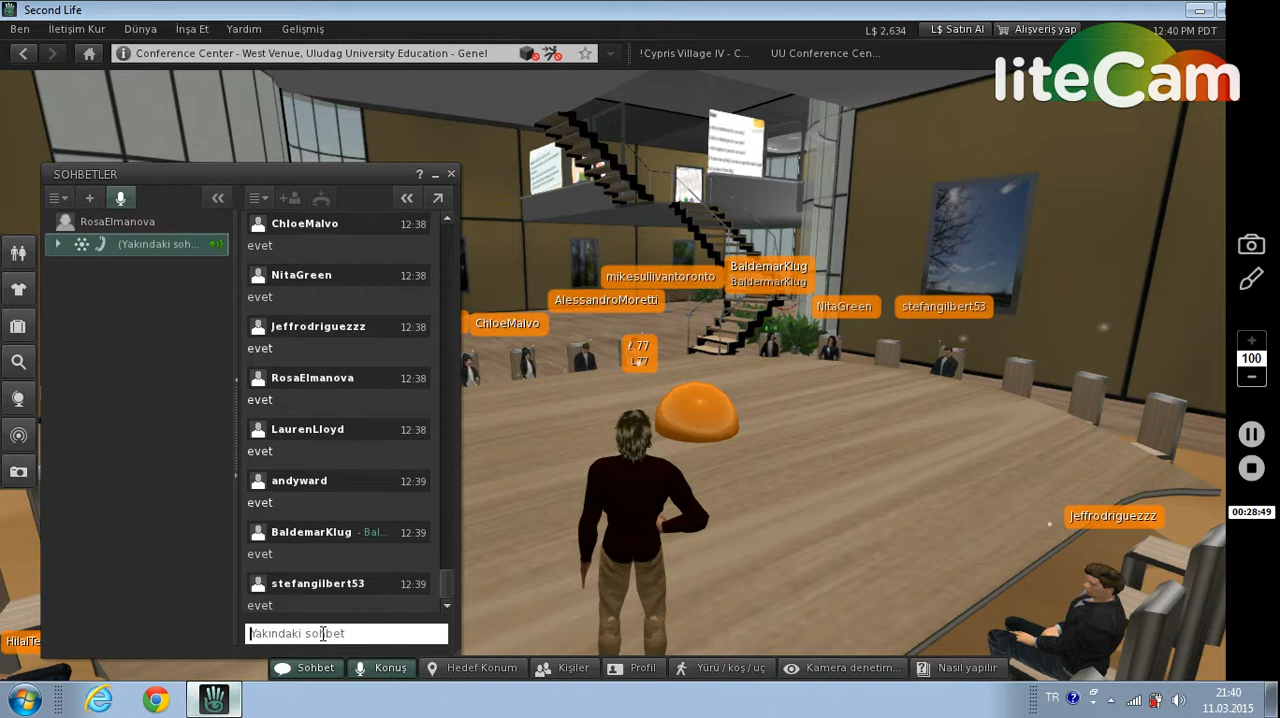 Second Life
Ben İletişim Kur Dünya İnşa Et Yardım Gelişmiş
L$ 2,634 L$ Satın Al Alışveriş yap 12:40 PM PDT
Conference Center - West Venue, Uludag University Education - Genel
!Cypris Village IV - C... UU Conference Cen...
liteCam
SOHBETLER
RosaElmanova
(Yakındaki soh...
ChloeMalvo 12:38
evet
NitaGreen 12:38
evet
Jeffrodriguezzz 12:38
evet
RosaElmanova 12:38
evet
LaurenLloyd 12:38
evet
andyward 12:39
evet
BaldemarKlug - Bal... 12:39
evet
stefangilbert53 12:39
evet
Yakındaki sohbet
mikesullivantoronto
BaldemarKlug
BaldermarKlug
AlessandroMoretti
NitaGreen
stefangilbert53
ChloeMalvo
77
L77
Jeffrodriguezzz
HilalTe
100
00:28:49
Sohbet Konuş Hedef Konum Kişiler Profil Yürü / koş / uç Kamera denetim... Nasıl yapılır
TR
21:40
11.03.2015